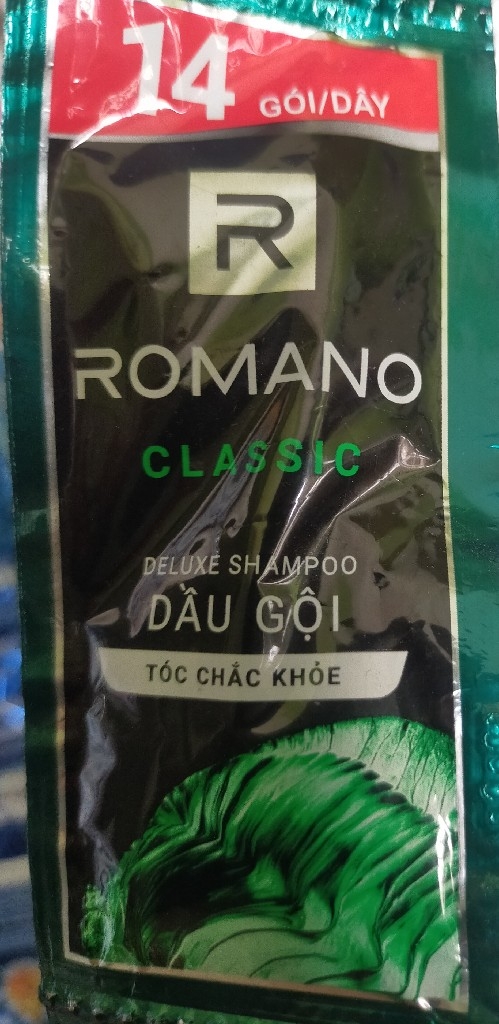 14 GÓI/DÂY
R
ROMANO
CLASSIC
DELUXE SHAMPOO
DẦU GỘI
TÓC CHẮC KHỎE